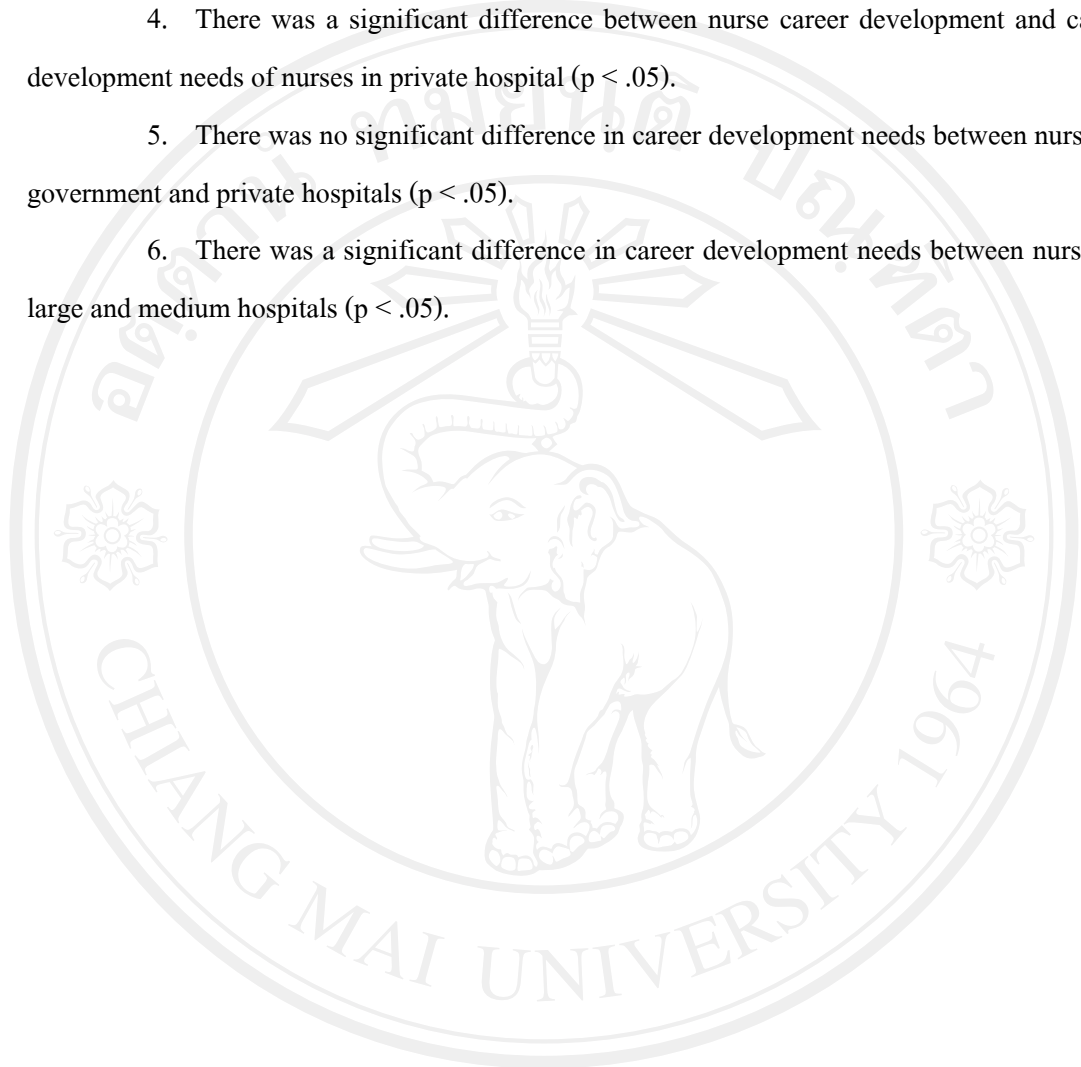 4. There was a significant difference between nurse career development and ca
development needs of nurses in private hospital (p < .05).
5. There was no significant difference in career development needs between nurs
government and private hospitals (p < .05).
6. There was a significant difference in career development needs between nurs
large and medium hospitals (p < .05).
CHIANG MAI UNIVERSITY 1964